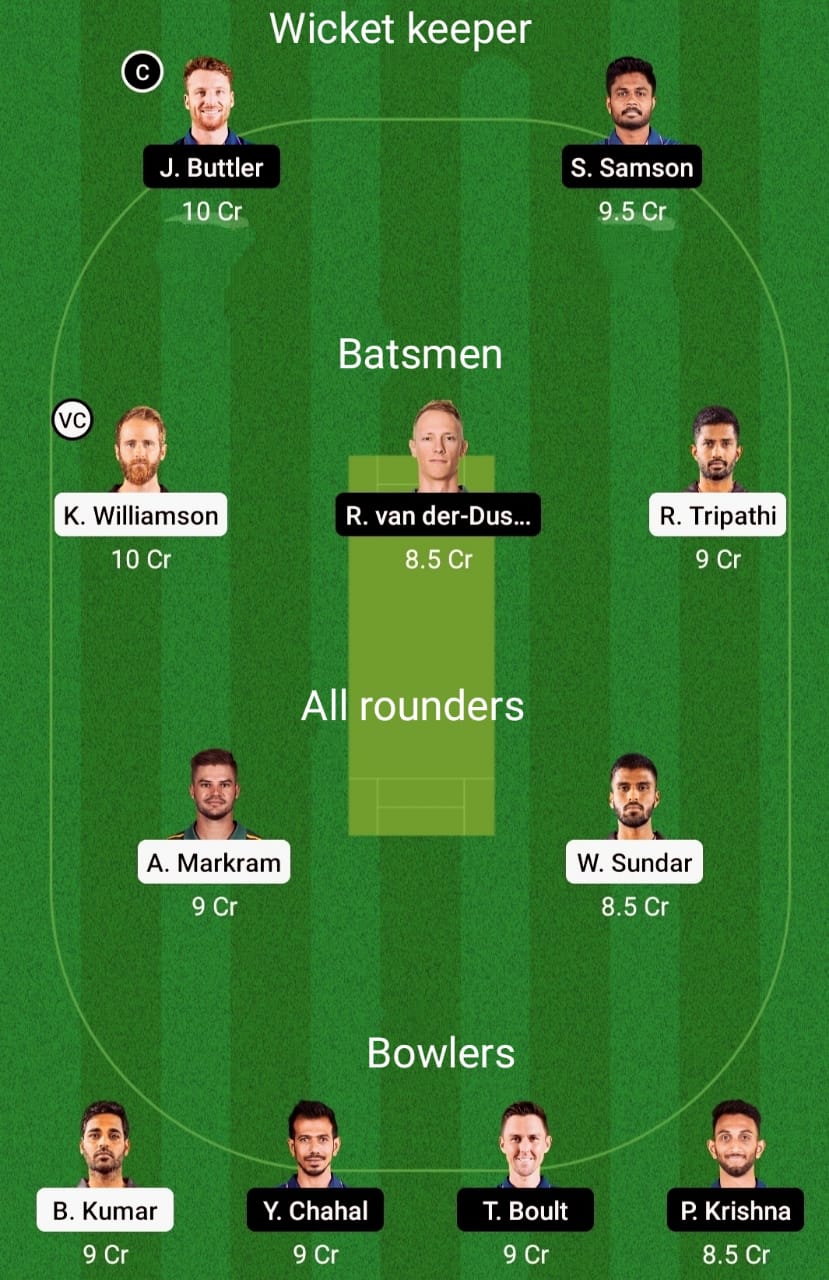 Wicket keeper
C
J. Buttler
S. Samson
10 Cr
9.5 Cr
Batsmen
VC
K. Williamson
R. van der-Dus...
R. Tripathi
10 Cr
8.5 Cr
9 Cr
All rounders
A. Markram
W. Sundar
9 Cr
8.5 Cr
Bowlers
B. Kumar
Y. Chahal
T. Boult
P. Krishna
9 Cr
9 Cr
9 Cr
8.5 Cr